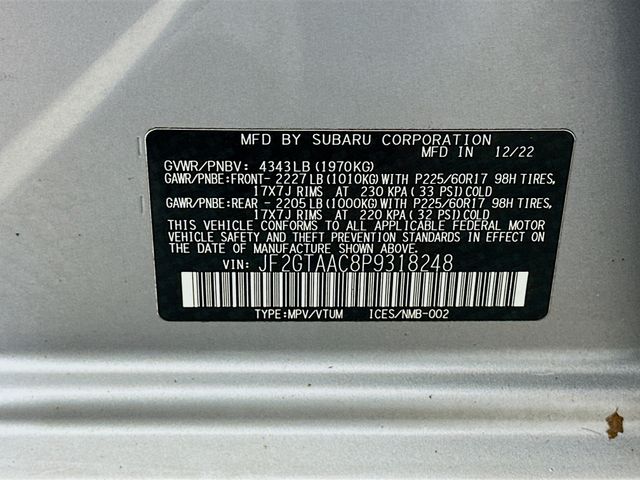 MFD BY SUBARU CORPORATION
MFD IN 12/22
GVWR/PNBV: 4343LB (1970KG)
GAWR/PNBE:FRONT- 2227LB (1010KG) WITH P225/60R17 98H TIRES,
17X7J RIMS AT 230 KPA (33 PSI) COLD
GAWR/PNBE:REAR - 2205LB (1000KG) WITH P225/60R17 98H TIRES,
17X7J RIMS AT 220 KPA (32 PSI) COLD
THIS VEHICLE CONFORMS TO ALL APPLICABLE FEDERAL MOTOR
VEHICLE SAFETY AND THEFT PREVENTION STANDARDS IN EFFECT ON
THE DATE OF MANUFACTURE SHOWN ABOVE.
VIN: JF2GTAAC8P9318248
TYPE:MPV/VTUM ICES/NMB-002